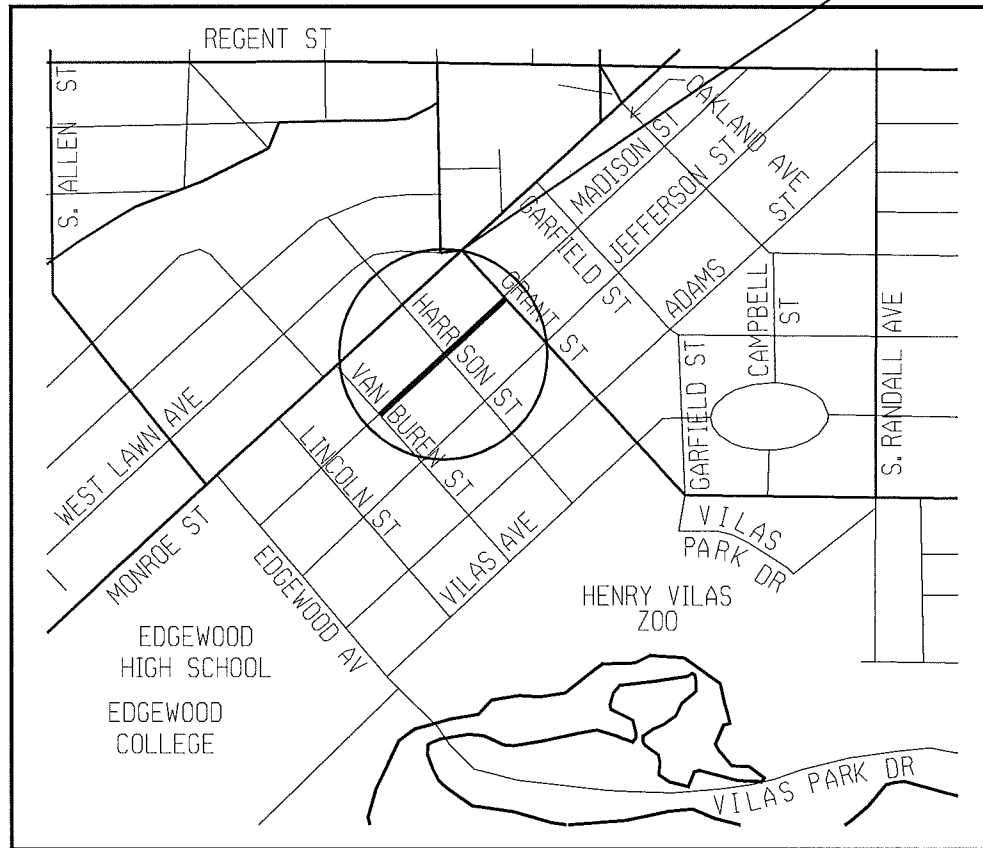 REGENT ST
S. ALLEN ST
OAKLAND AVE
MADISON ST
JEFFERSON ST
GARFIELD ST
ADAMS ST
GRANT ST
HARRISON ST
CAMPBELL ST
S. RANDALL AVE
GARFIELD ST
VAN BUREN ST
WEST LAWN AVE
LINCOLN ST
MONROE ST
VILAS AVE
EDGEWOOD AV
VILAS
PARK DR
HENRY VILAS
ZOO
EDGEWOOD
HIGH SCHOOL
EDGEWOOD
COLLEGE
VILAS PARK DR